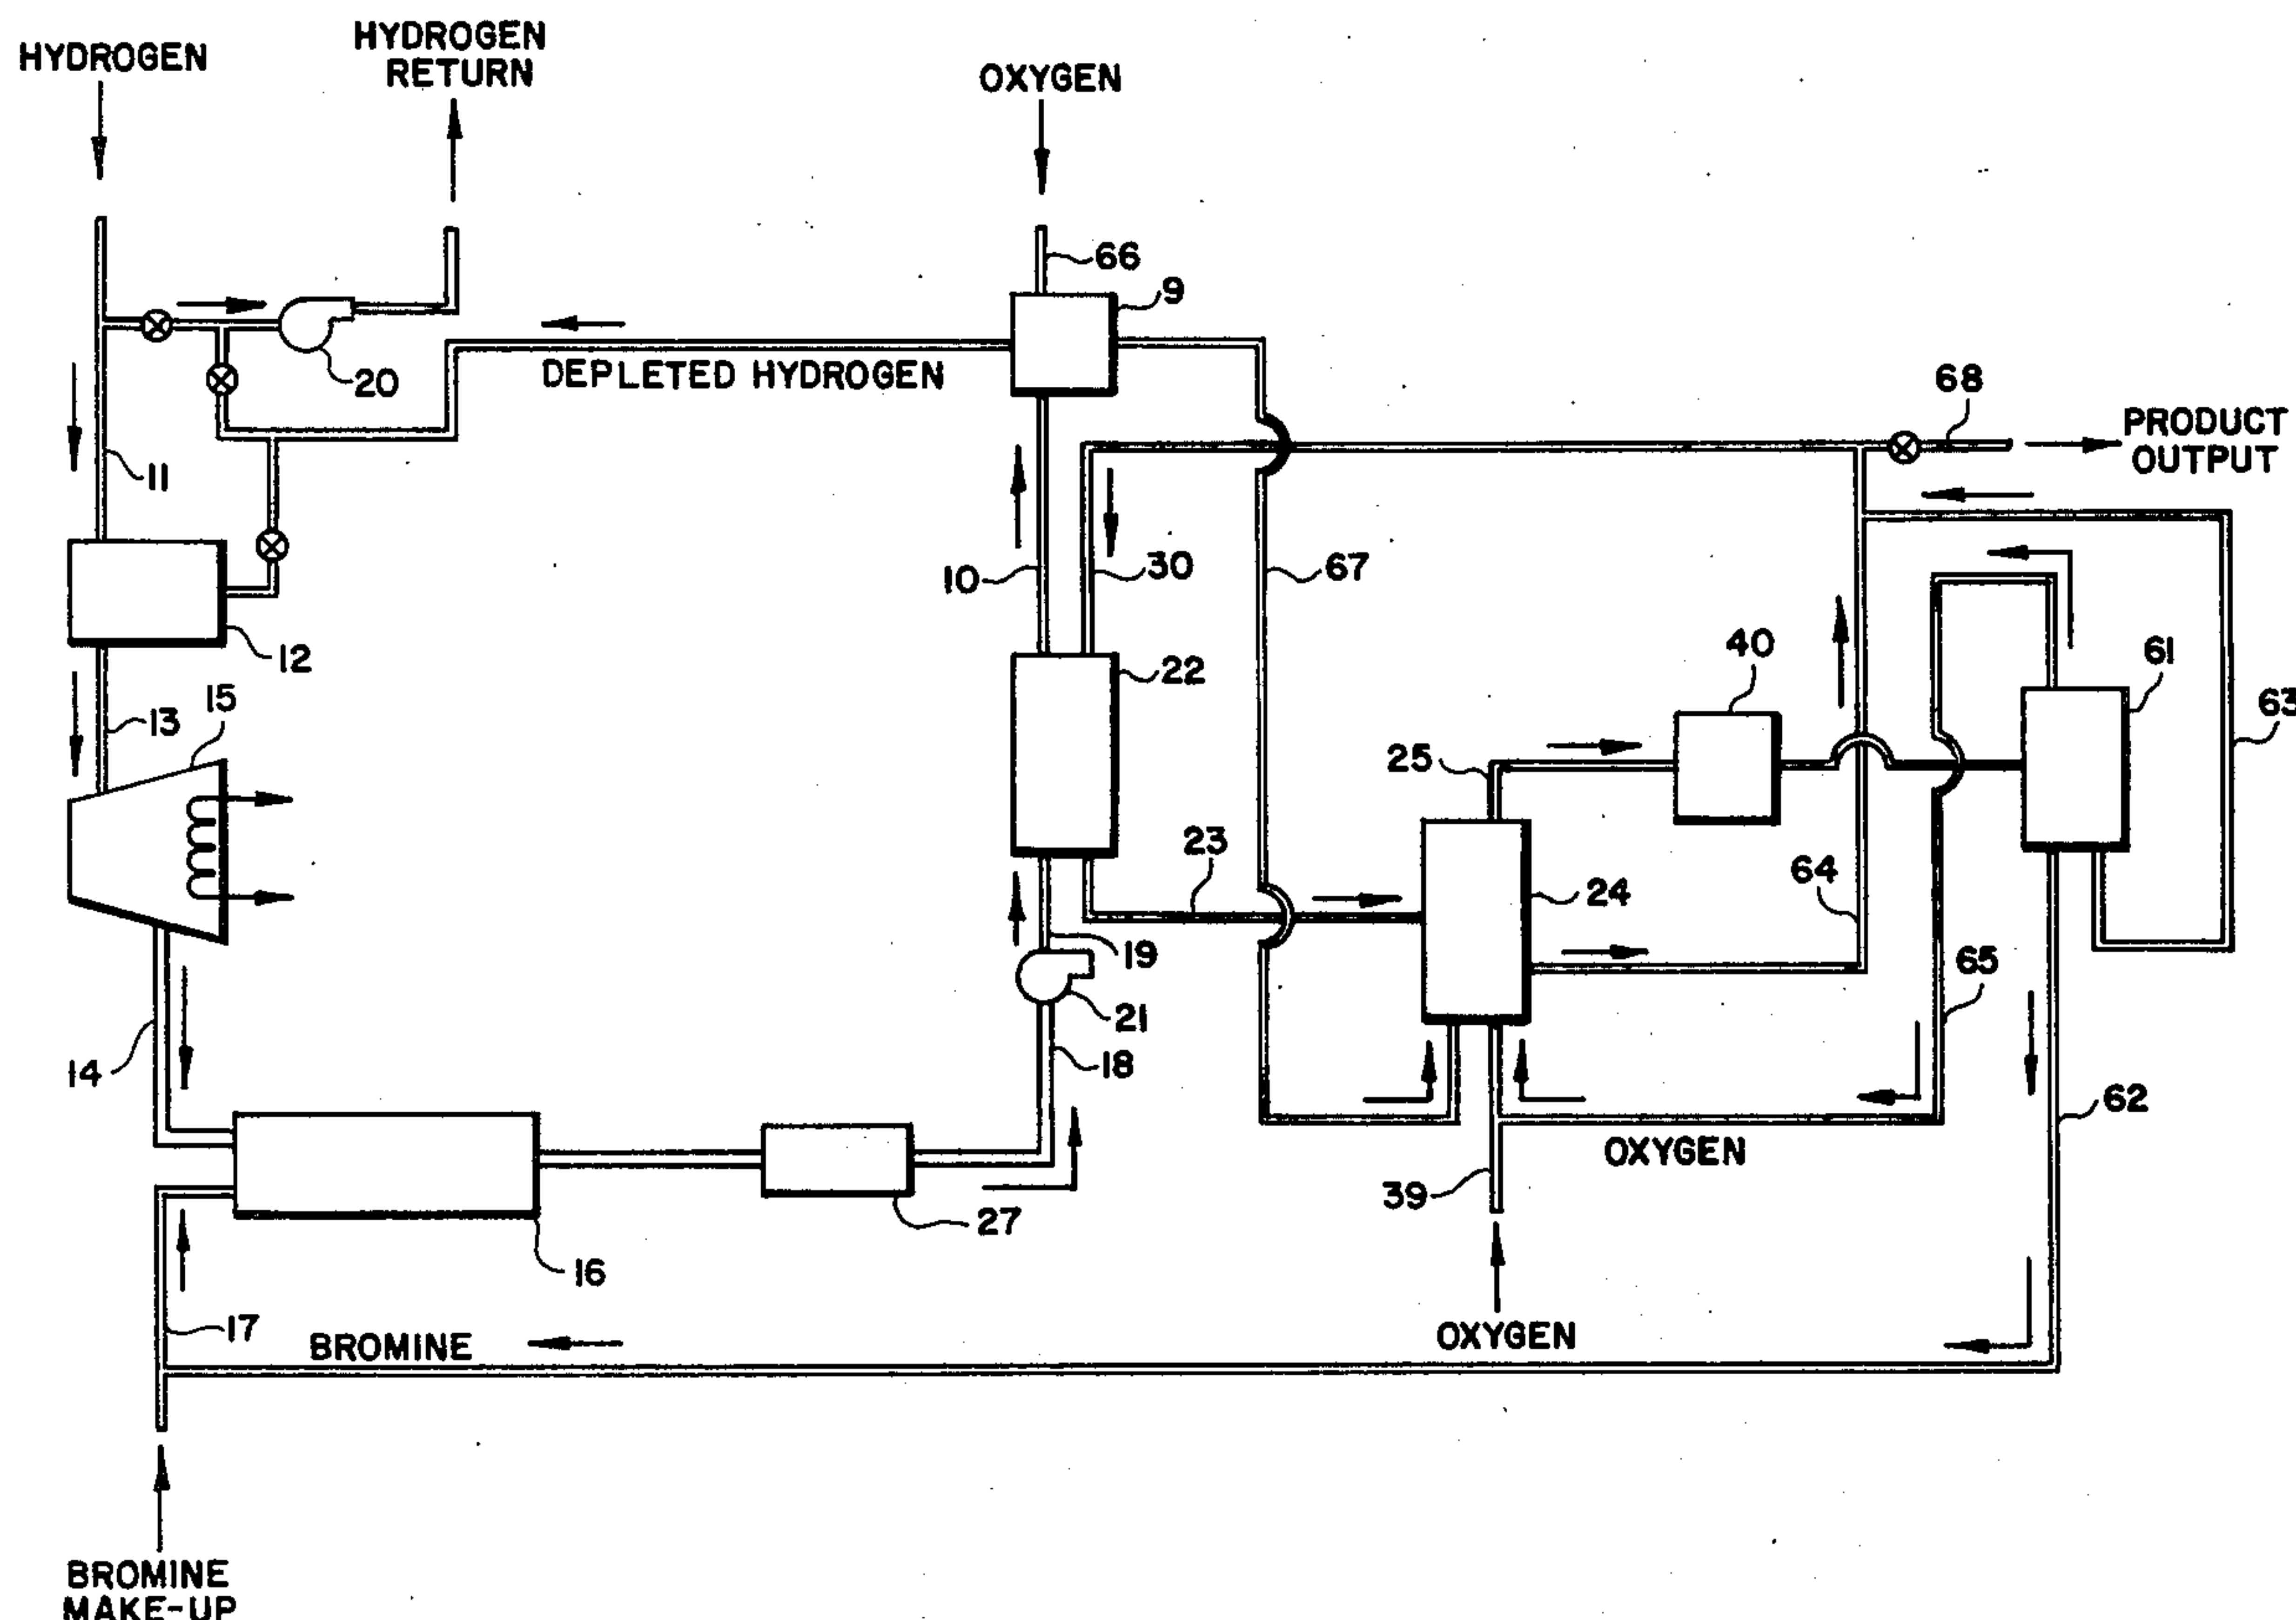 HYDROGEN
HYDROGEN
RETURN
OXYGEN
66
9
20
DEPLETED HYDROGEN
68
PRODUCT
OUTPUT
11
10
30
67
12
22
40
61
63
13
15
25
23
24
64
19
65
21
14
18
62
OXYGEN
39
27
16
17
BROMINE
OXYGEN
BROMINE
MAKE-UP